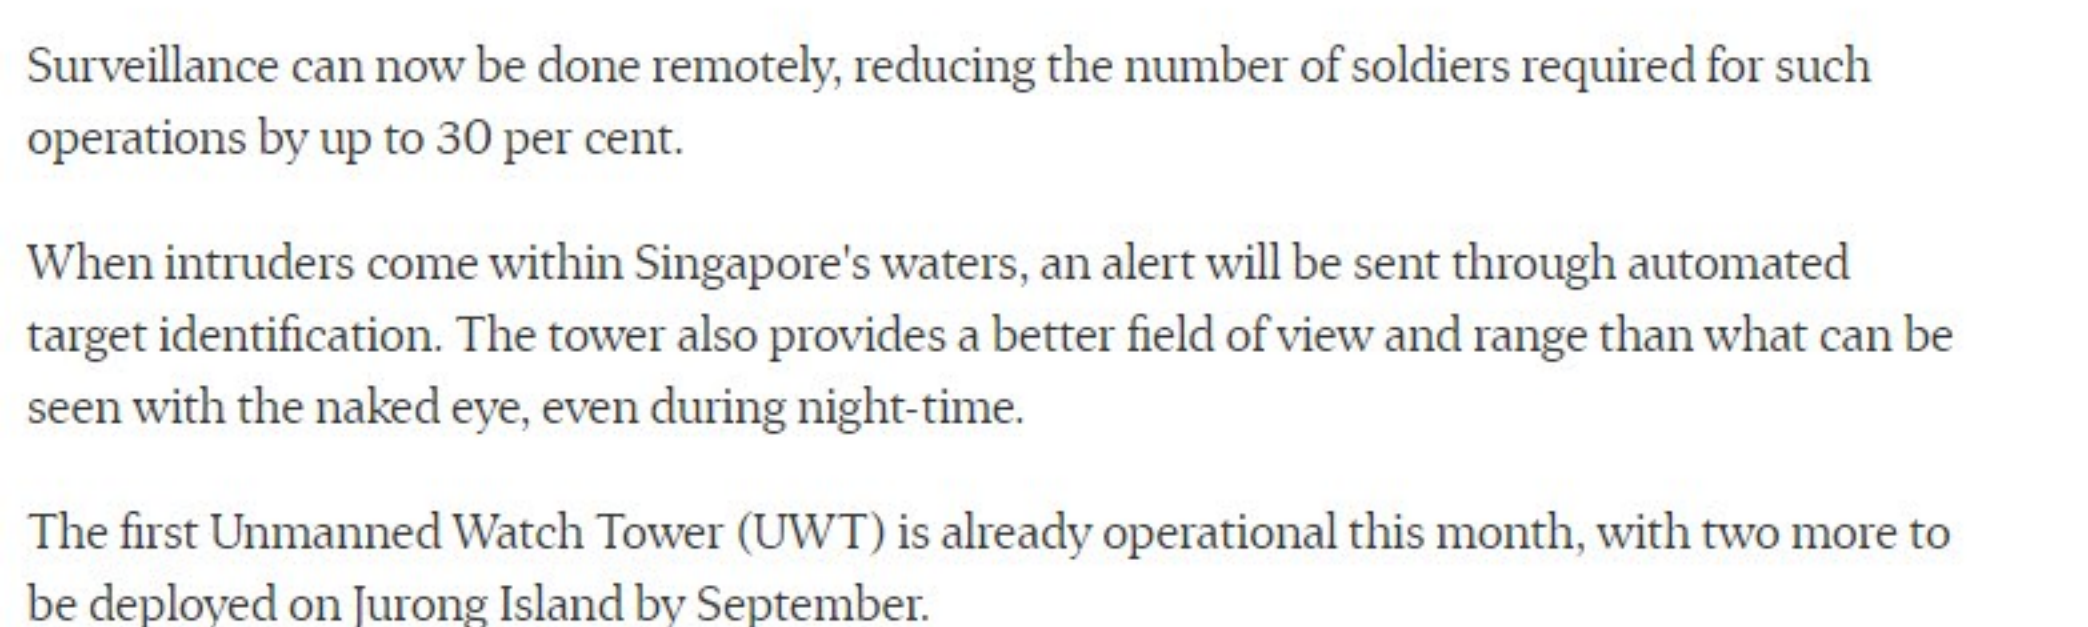 Surveillance can now be done remotely, reducing the number of soldiers required for such
operations by up to 30 per cent.
When intruders come within Singapore's waters, an alert will be sent through automated
target identification. The tower also provides a better field of view and range than what can be
seen with the naked eye, even during night-time.
The first Unmanned Watch Tower (UWT) is already operational this month, with two more to
be deployed on Jurong Island by September.